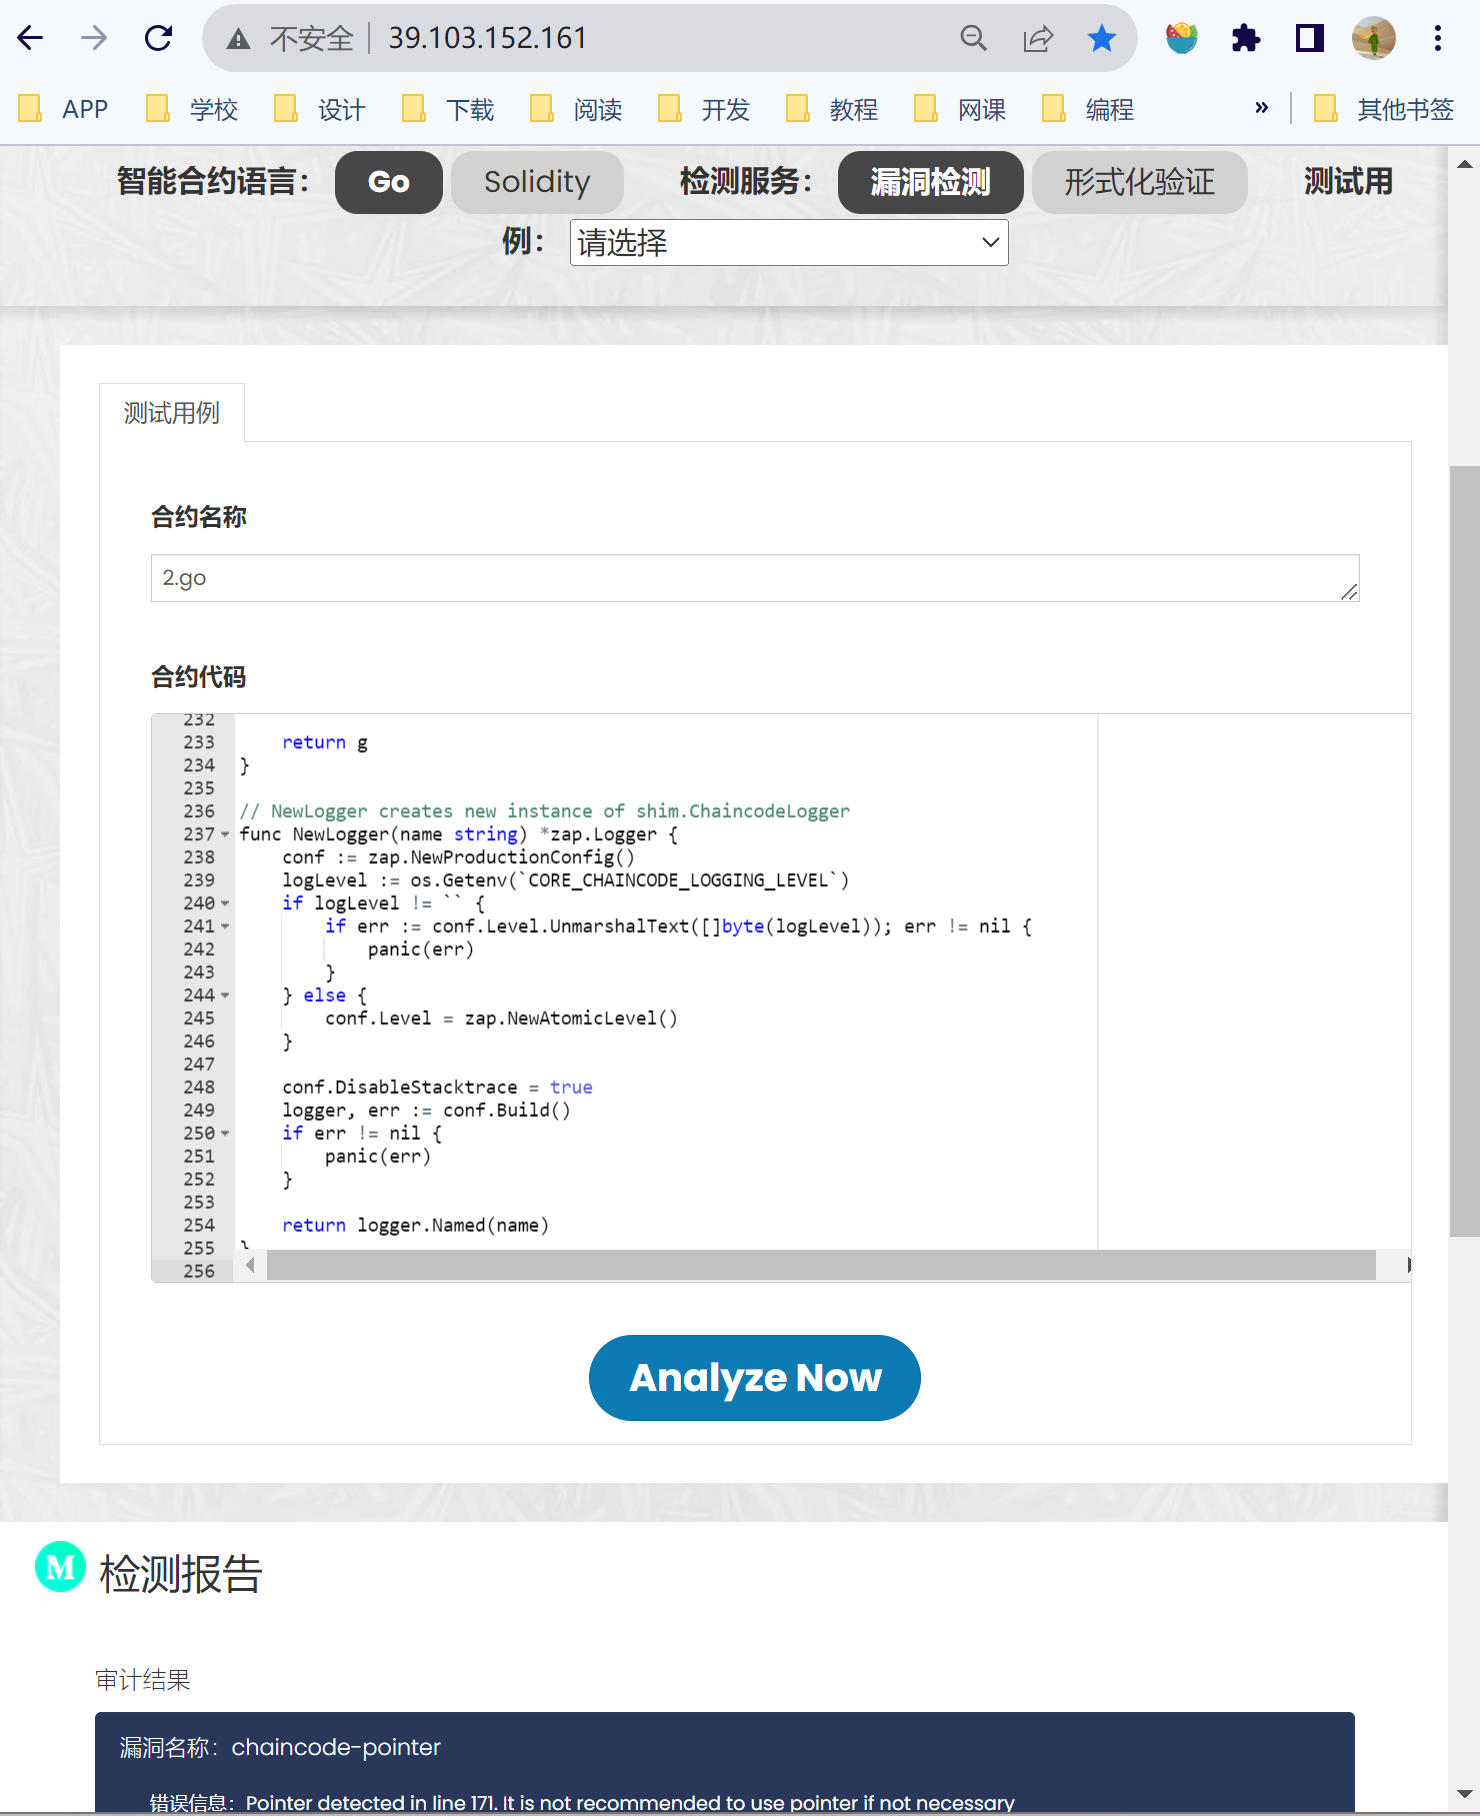 不安全 39.103.152.161
APP 学校 设计 下载 阅读 开发 教程 网课 编程 » 其他书签
智能合约语言： Go Solidity 检测服务： 漏洞检测 形式化验证 测试用
例： 请选择
测试用例
合约名称
2.go
合约代码
232
233 return g
234 }
235
236 // NewLogger creates new instance of shim.ChaincodeLogger
237 func NewLogger(name string) *zap.Logger {
238 conf := zap.NewProductionConfig()
239 logLevel := os.Getenv(`CORE_CHAINCODE_LOGGING_LEVEL`)
240 if logLevel != `` {
241 if err := conf.Level.UnmarshalText([]byte(logLevel)); err != nil {
242 panic(err)
243 }
244 } else {
245 conf.Level = zap.NewAtomicLevel()
246 }
247
248 conf.DisableStacktrace = true
249 logger, err := conf.Build()
250 if err != nil {
251 panic(err)
252 }
253
254 return logger.Named(name)
255 }
256
Analyze Now
M 检测报告
审计结果
漏洞名称：chaincode-pointer
错误信息：Pointer detected in line 171. It is not recommended to use pointer if not necessary